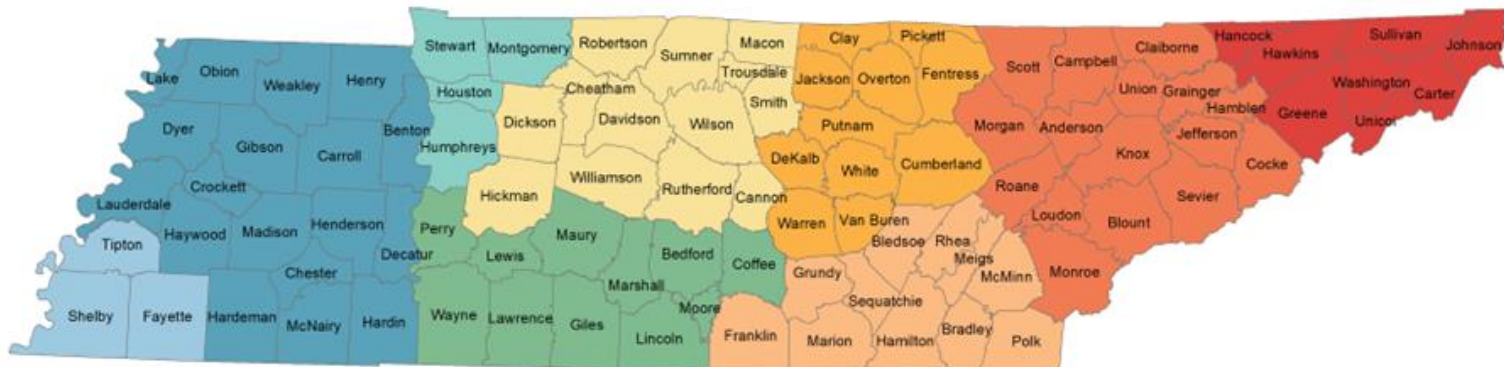 Stewart
Montgomery
Robertson
Sumner
Macon
Clay
Pickett
Claiborne
Hancock
Hawkins
Sullivan
Johnson
Lake
Obion
Weakley
Henry
Houston
Cheatham
Trousdale
Jackson
Overton
Fentress
Scott
Campbell
Union
Grainger
Hamblen
Greene
Washington
Carter
Unicoi
Dyer
Gibson
Carroll
Benton
Humphreys
Dickson
Davidson
Wilson
Smith
Putnam
Morgan
Anderson
Knox
Jefferson
Cocke
Crockett
Lauderdale
Haywood
Madison
Henderson
Decatur
Perry
Hickman
Williamson
Rutherford
Cannon
DeKalb
White
Cumberland
Roane
Loudon
Blount
Sevier
Tipton
Chester
Lewis
Maury
Bedford
Coffee
Warren
Van Buren
Bledsoe
Rhea
Meigs
McMinn
Monroe
Shelby
Fayette
Hardeman
McNairy
Hardin
Wayne
Lawrence
Giles
Marshall
Moore
Lincoln
Franklin
Grundy
Sequatchie
Marion
Hamilton
Bradley
Polk